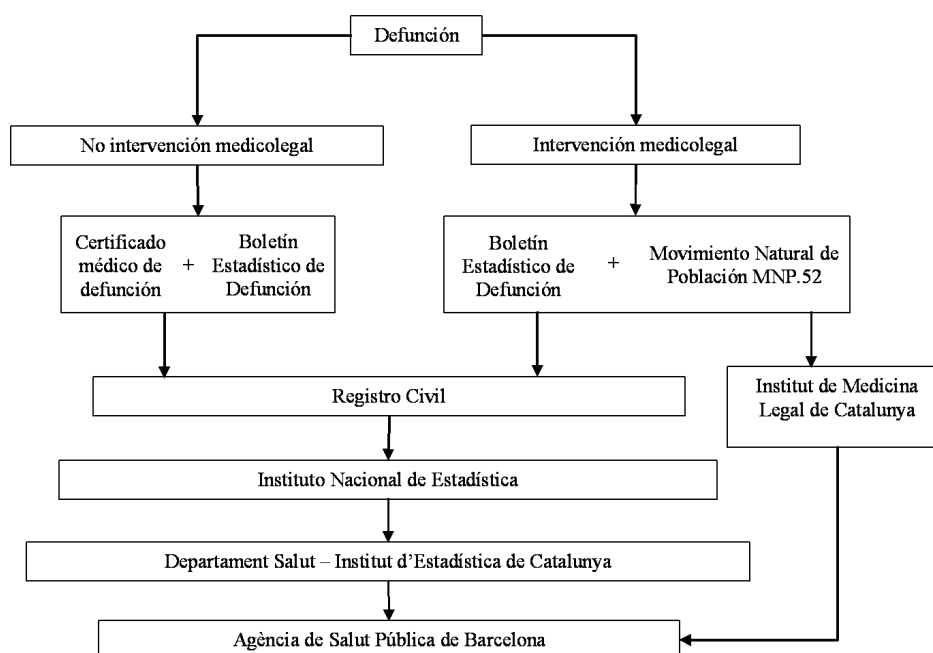 Defunción
No intervención medicolegal
Intervención medicolegal
Certificado
médico de
defunción
+
Boletín
Estadístico de
Defunción
Boletín
Estadístico de
Defunción
+
Movimiento Natural de
Población MNP.52
Registro Civil
Institut de Medicina
Legal de Catalunya
Instituto Nacional de Estadística
Departament Salut – Institut d’Estadística de Catalunya
Agència de Salut Pública de Barcelona